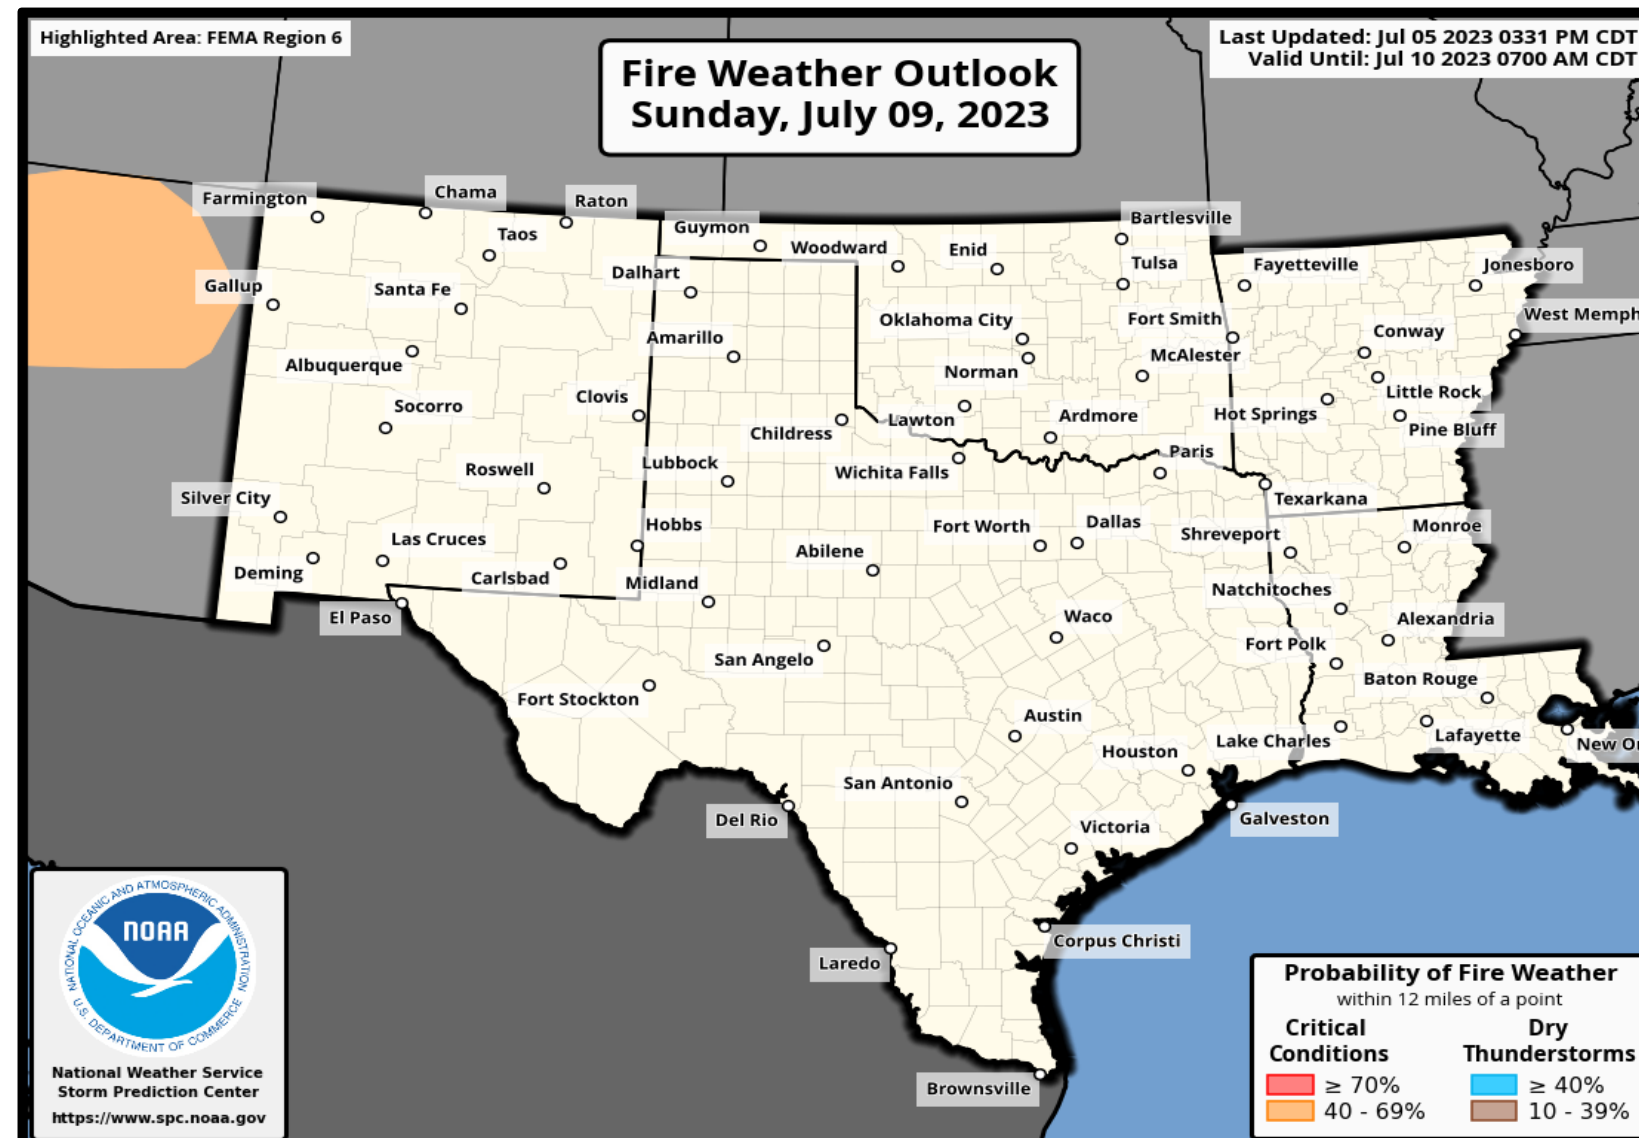 Highlighted Area: FEMA Region 6
Fire Weather Outlook
Sunday, July 09, 2023
Last Updated: Jul 05 2023 0331 PM CDT
Valid Until: Jul 10 2023 0700 AM CDT
Farmington
Chama
Raton
Taos
Guymon
Woodward
Enid
Bartlesville
Tulsa
Fayetteville
Jonesboro
Gallup
Santa Fe
Dalhart
Amarillo
Oklahoma City
Fort Smith
West Memph
Conway
Albuquerque
Norman
McAlester
Little Rock
Socorro
Clovis
Childress
Lawton
Ardmore
Hot Springs
Pine Bluff
Roswell
Lubbock
Wichita Falls
Paris
Silver City
Texarkana
Las Cruces
Hobbs
Fort Worth
Dallas
Shreveport
Monroe
Deming
Carlsbad
Midland
Abilene
Natchitoches
El Paso
Waco
Alexandria
San Angelo
Fort Polk
Fort Stockton
Baton Rouge
Austin
Houston
Lake Charles
Lafayette
New Or
San Antonio
Del Rio
Victoria
Galveston
Corpus Christi
Laredo
Brownsville
NATIONAL OCEANIC AND ATMOSPHERIC ADMINISTRATION
NOAA
U.S. DEPARTMENT OF COMMERCE
National Weather Service
Storm Prediction Center
https://www.spc.noaa.gov
Probability of Fire Weather
within 12 miles of a point
Critical Conditions
≥ 70%
40 - 69%
Dry Thunderstorms
≥ 40%
10 - 39%